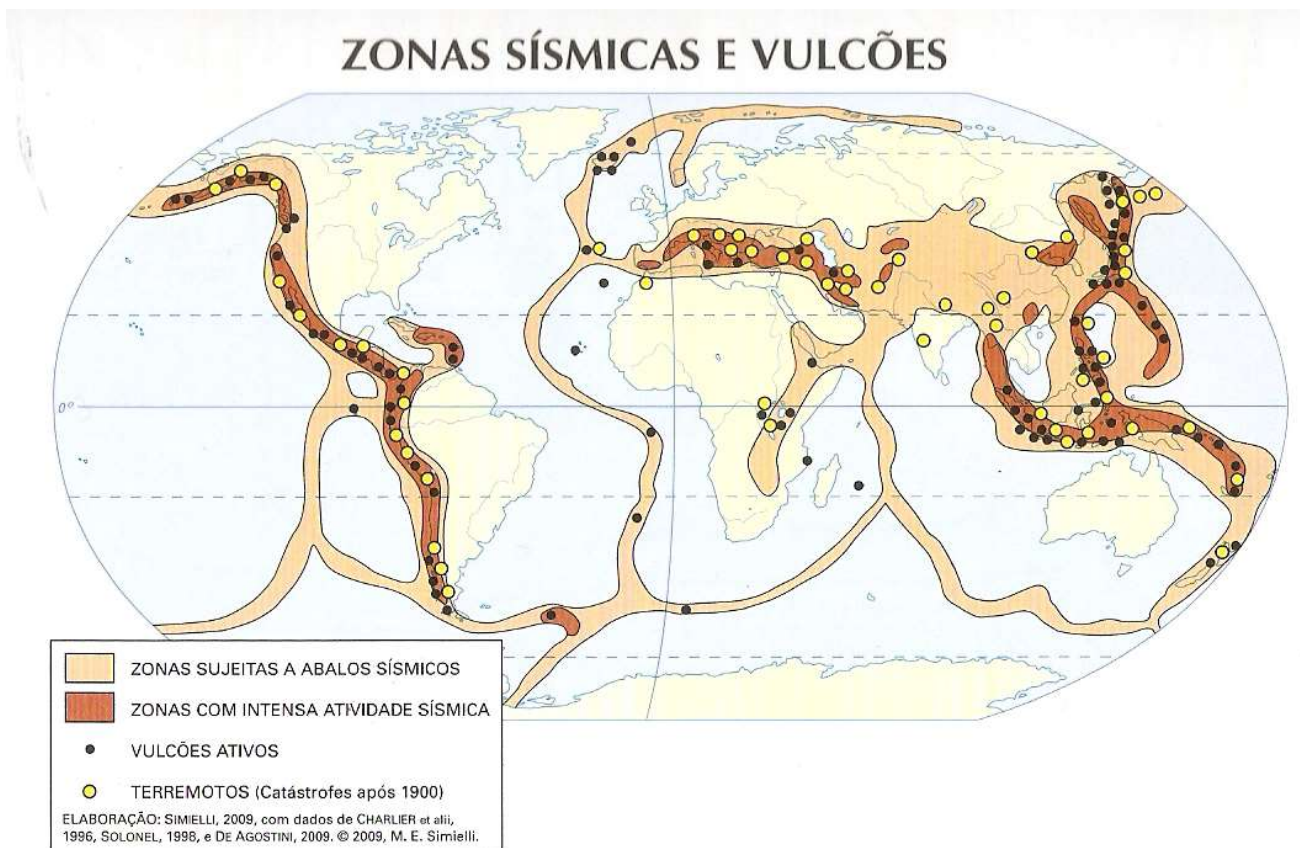 ZONAS SÍSMICAS E VULCÕES
0°
ZONAS SUJEITAS A ABALOS SÍSMICOS
ZONAS COM INTENSA ATIVIDADE SÍSMICA
VULCÕES ATIVOS
TERREMOTOS (Catástrofes após 1900)
ELABORAÇÃO: SIMIELLI, 2009, com dados de CHARLIER et alii,
1996, SOLONEL, 1998, e DE AGOSTINI, 2009. © 2009, M. E. Simielli.